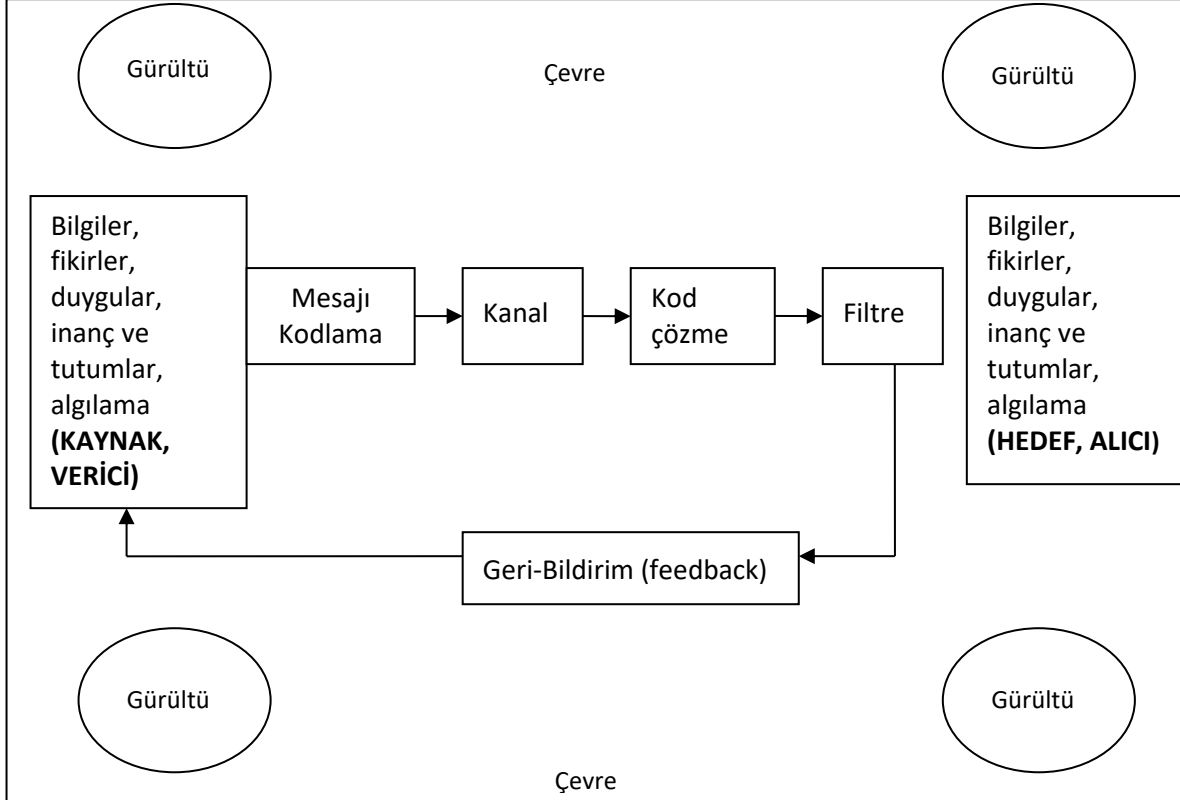 Gürültü
Çevre
Gürültü
Bilgiler,
fikirler,
duygular,
inanç ve
tutumlar,
algılama
(KAYNAK,
VERİCİ)
Mesajı
Kodlama
Kanal
Kod
çözme
Filtre
Bilgiler,
fikirler,
duygular,
inanç ve
tutumlar,
algılama
(HEDEF, ALICI)
Geri-Bildirim (feedback)
Gürültü
Gürültü
Çevre